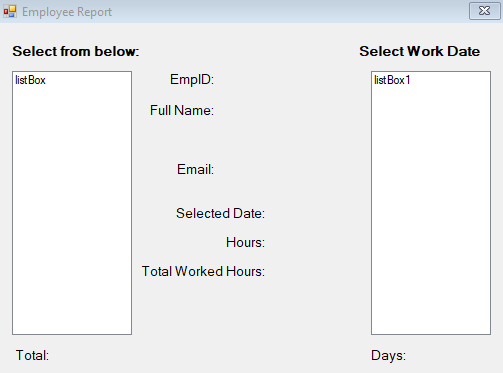 Employee Report
Select from below:
Select Work Date
listBox
EmpID:
listBox1
Full Name:
Email:
Selected Date:
Hours:
Total Worked Hours:
Total:
Days: